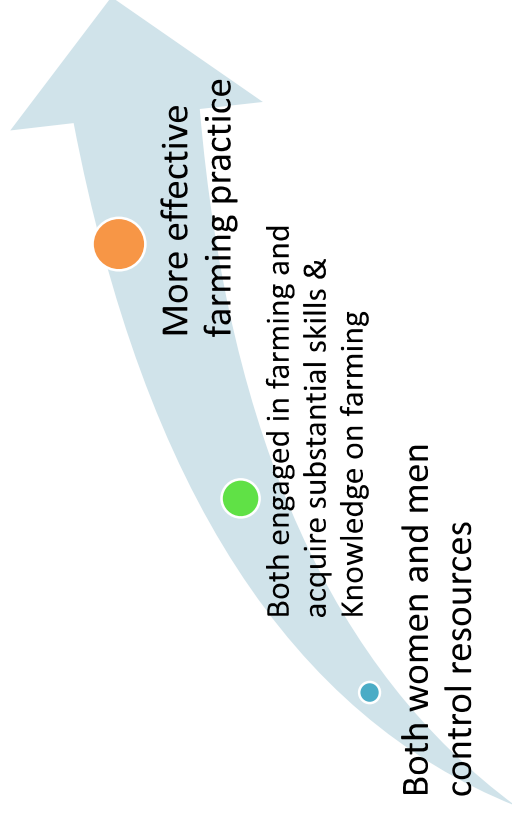 Both women and men
control resources
Both engaged in farming and
acquire substantial skills &
Knowledge on farming
More effective
farming practice